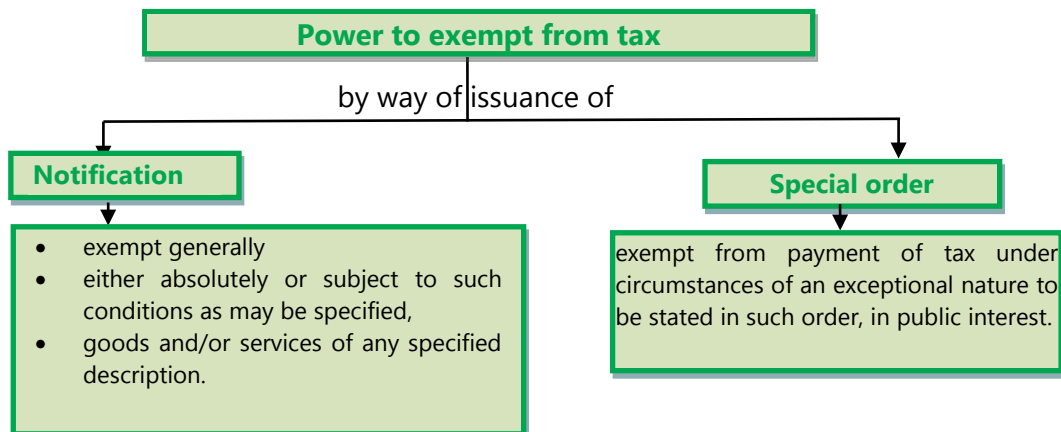 Power to exempt from tax
by way of issuance of
Notification
Special order
• exempt generally
• either absolutely or subject to such
conditions as may be specified,
• goods and/or services of any specified
description.
exempt from payment of tax under
circumstances of an exceptional nature to
be stated in such order, in public interest.